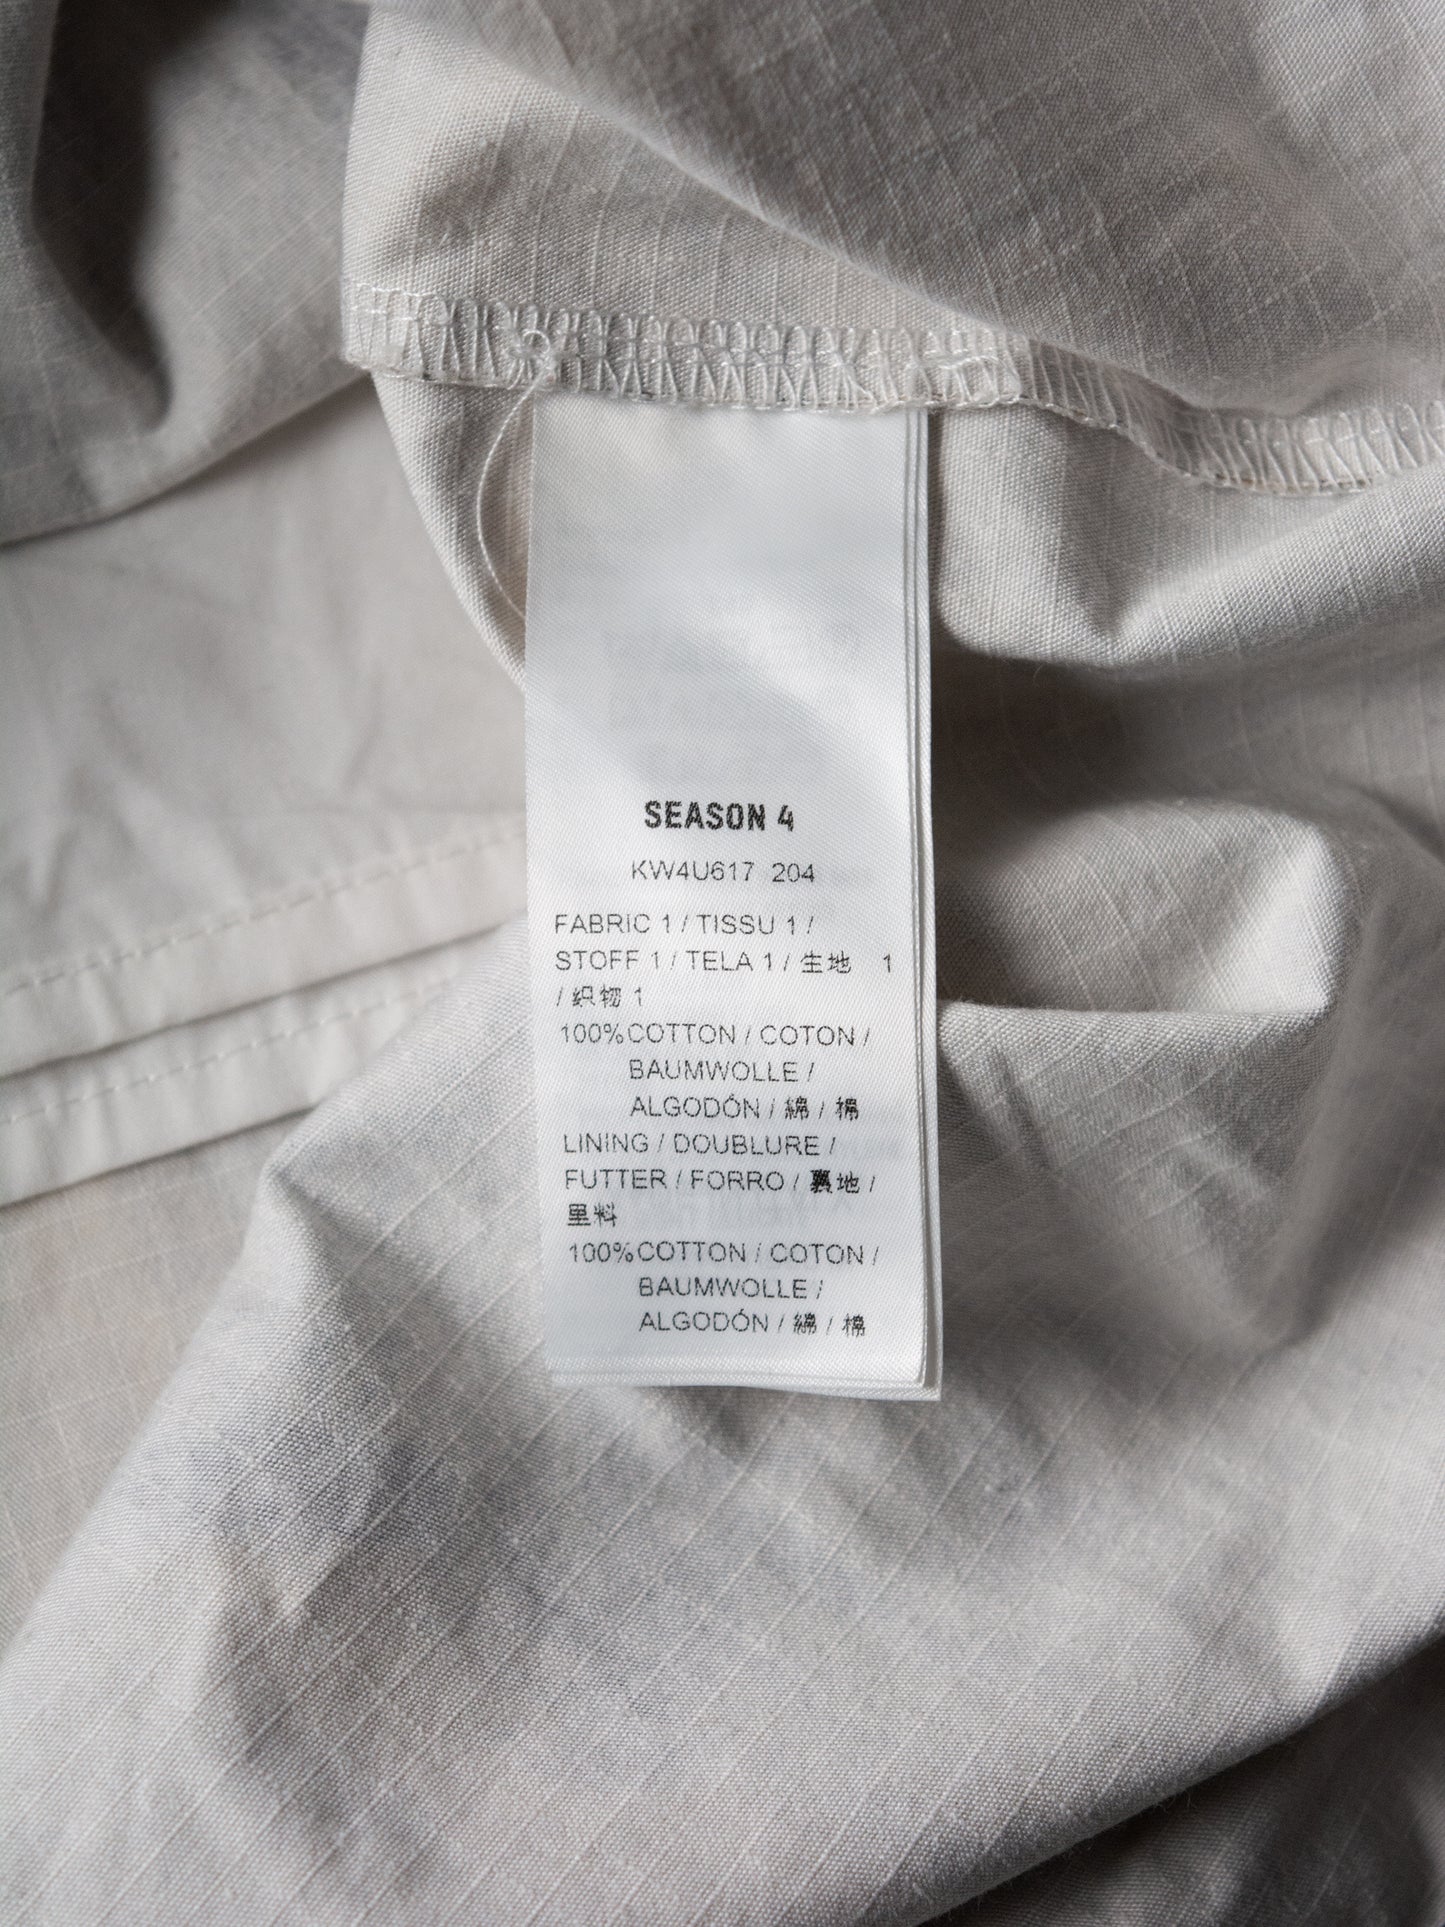 SEASON 4
KW4U617 204
FABRIC 1 / TISSU 1 /
STOFF 1 / TELA 1 / 生地 1
/ 织物 1
100%COTTON / COTON /
BAUMWOLLE /
ALGODÓN / 綿 / 棉
LINING / DOUBLURE /
FUTTER / FORRO / 裏地 /
里料
100%COTTON / COTON /
BAUMWOLLE /
ALGODÓN / 綿 / 棉